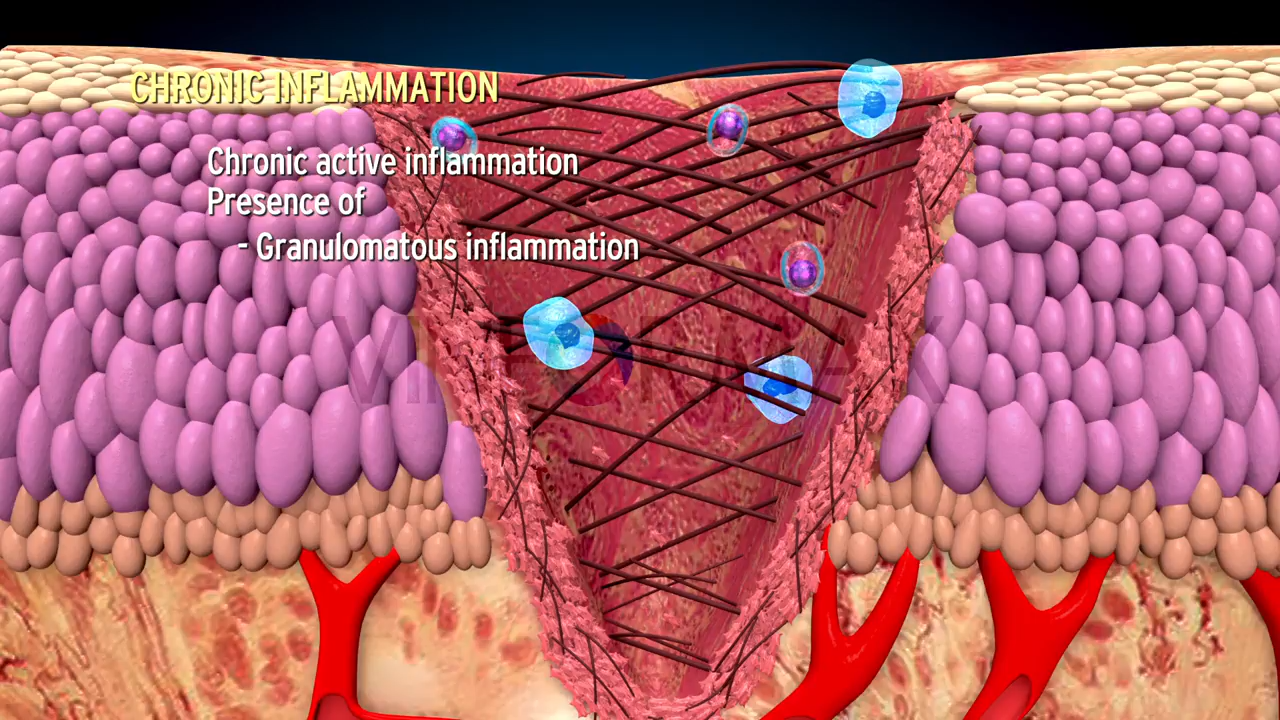 CHRONIC INFLAMMATION
Chronic active inflammation
Presence of
- Granulomatous inflammation